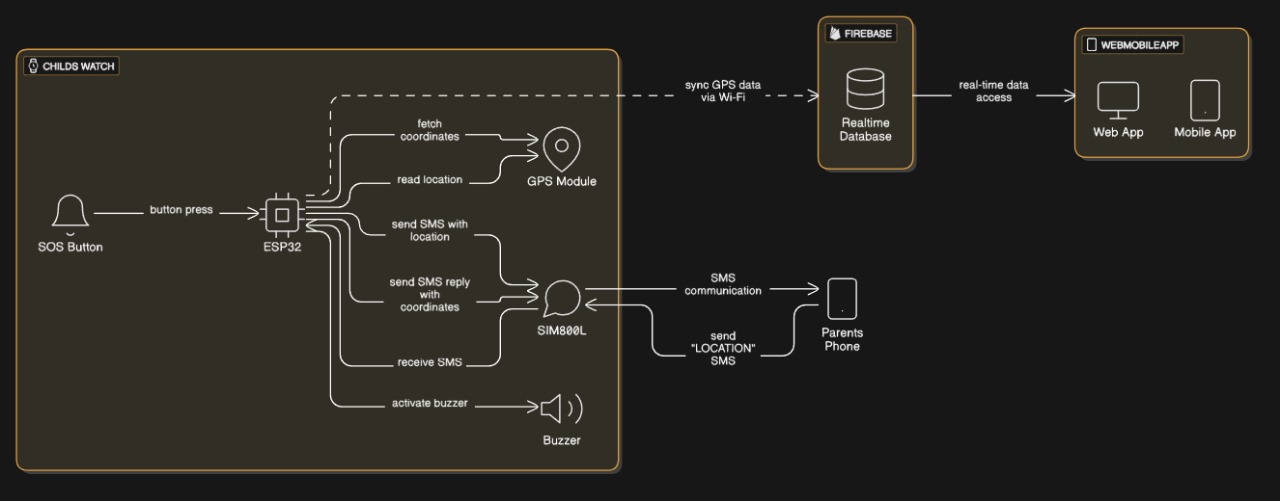 CHILDS WATCH
FIREBASE
WEBMOBILEAPP
sync GPS data
via Wi-Fi
real-time data
access
Realtime
Database
Web App
Mobile App
fetch
coordinates
GPS Module
read location
button press
SOS Button
ESP32
send SMS with
location
send SMS reply
with
coordinates
SIM800L
receive SMS
activate buzzer
Buzzer
SMS
communication
send
"LOCATION"
SMS
Parents
Phone